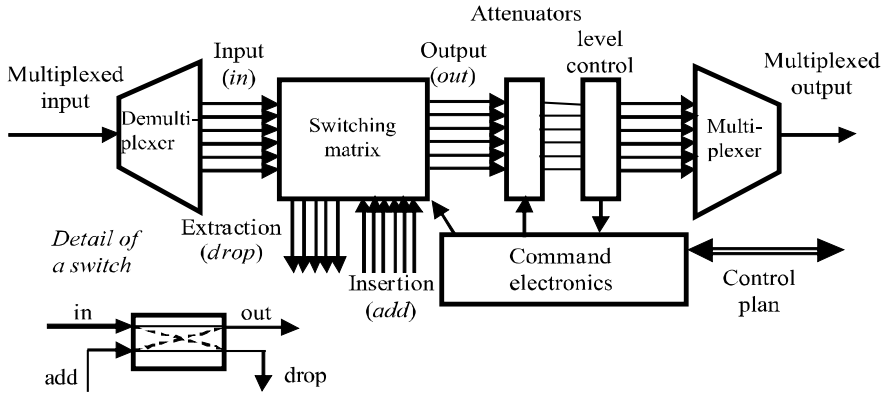 Attenuators
Input
(in)
Output
(out)
level
control
Multiplexed
input
Multiplexed
output
Demulti-
plexer
Switching
matrix
Multi-
plexer
Extraction
(drop)
Insertion
(add)
Command
electronics
Control
plan
Detail of
a switch
in
out
add
drop